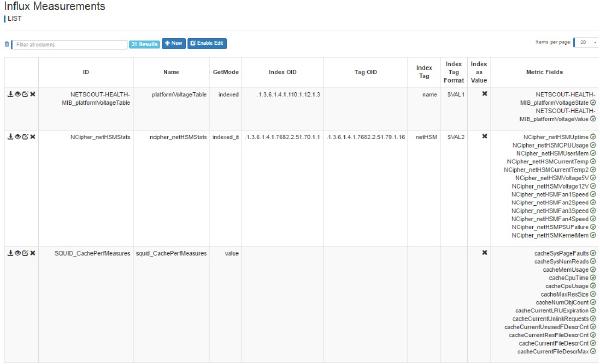 Influx Measurements
LIST
Filter all columns
31 Results
+ New
Enable Edit
Items per page: 20
ID Name GetMode Index OID Tag OID Index Tag Index Tag Format Index as Value Metric Fields
NETSCOUT-HEALTH-MIB_platformVoltageTable platformVoltageTable indexed .1.3.6.1.4.1.110.1.12.1.3 name $VAL1
NETSCOUT-HEALTH-MIB_platformVoltageState
NETSCOUT-HEALTH-MIB_platformVoltageValue
NCipher_netHSMStats ncipher_netHSMStats indexed_it .1.3.6.1.4.1.7682.2.51.70.1.1 .1.3.6.1.4.1.7682.2.51.79.1.16 netHSM $VAL2
NCipher_netHSMUptime
NCipher_netHSMCPUUsage
NCipher_netHSMUserMem
NCipher_netHSMCurrentTemp
NCipher_netHSMCurrentTemp2
NCipher_netHSMVoltage5V
NCipher_netHSMVoltage12V
NCipher_netHSMFan1Speed
NCipher_netHSMFan2Speed
NCipher_netHSMFan3Speed
NCipher_netHSMFan4Speed
NCipher_netHSMPSUFailure
NCipher_netHSMKernelMem
SQUID_CachePerfMeasures squid_CachePerfMeasures value
cacheSysPageFaults
cacheSysNumReads
cacheMemUsage
cacheCpuTime
cacheCpuUsage
cacheMaxResSize
cacheNumObjCount
cacheCurrentLRUExpiration
cacheCurrentUnlinkRequests
cacheCurrentUnusedFDescrCnt
cacheCurrentResFileDescrCnt
cacheCurrentFileDescrCnt
cacheCurrentFileDescrMax